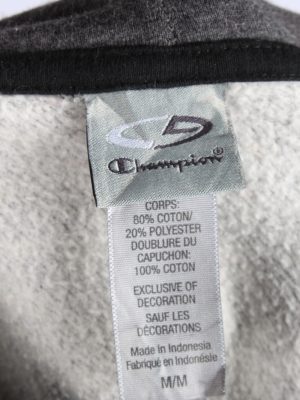 Champion®
CORPS:
80% COTON/
20% POLYESTER
DOUBLURE DU
CAPUCHON:
100% COTON
EXCLUSIVE OF
DECORATION
SAUF LES
DÉCORATIONS
Made in Indonesia
Fabriqué en Indonésie
M/M